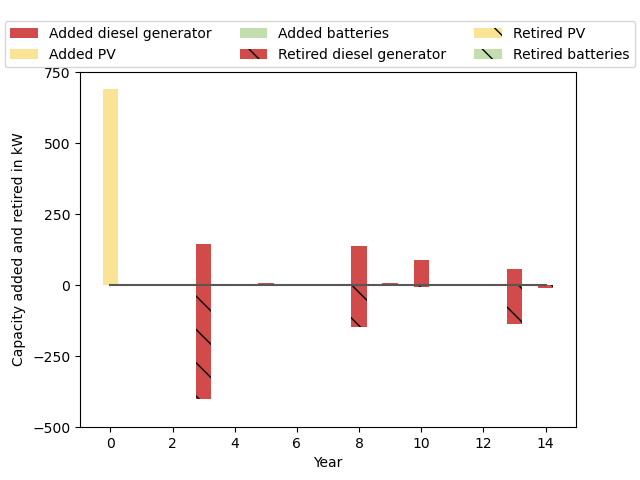 Added diesel generator Added batteries Retired PV
Added PV Retired diesel generator Retired batteries
750
500
250
0
−250
−500
Capacity added and retired in kW
0 2 4 6 8 10 12 14
Year